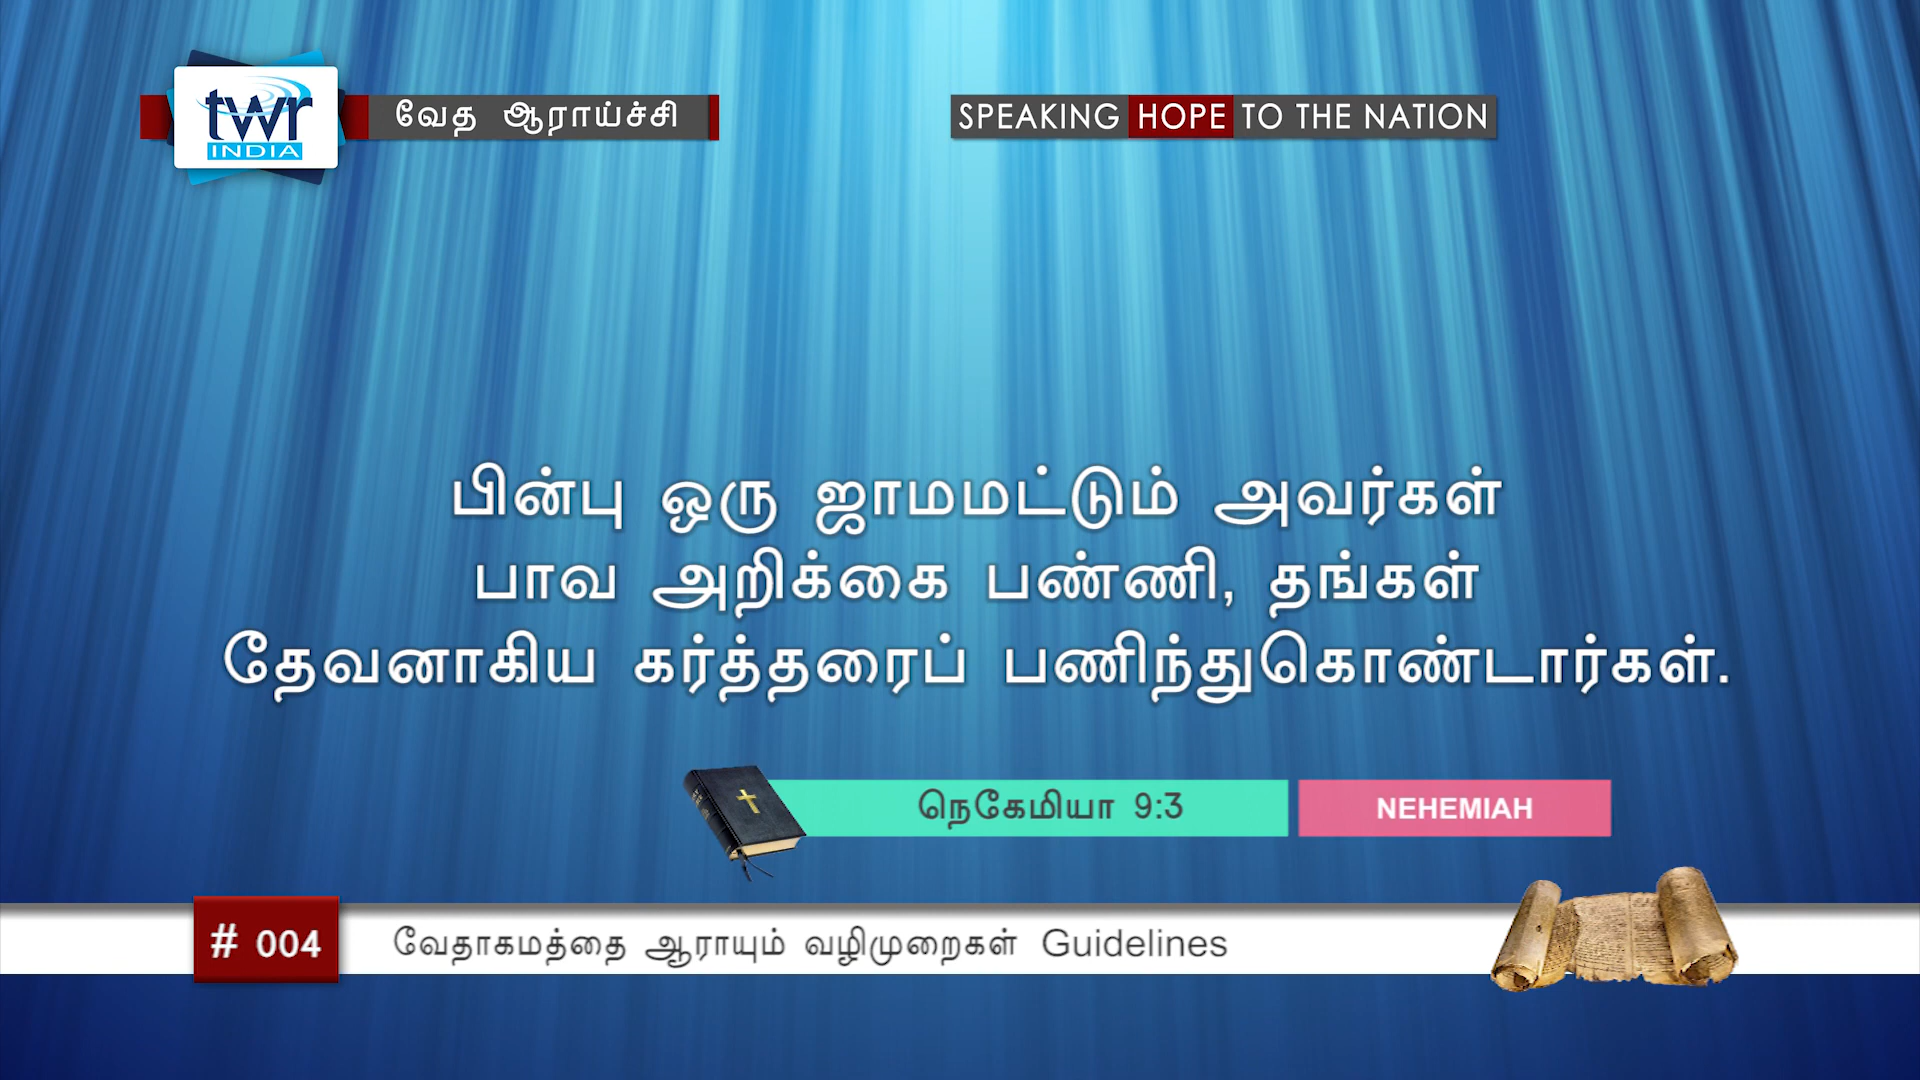 twr
INDIA
வேத ஆராய்ச்சி
SPEAKING HOPE TO THE NATION
பின்பு ஒரு ஜாமமட்டும் அவர்கள்
பாவ அறிக்கை பண்ணி, தங்கள்
தேவனாகிய கர்த்தரைப் பணிந்துகொண்டார்கள்.
நெகேமியா 9:3
NEHEMIAH
# 004
வேதாகமத்தை ஆராயும் வழிமுறைகள் Guidelines